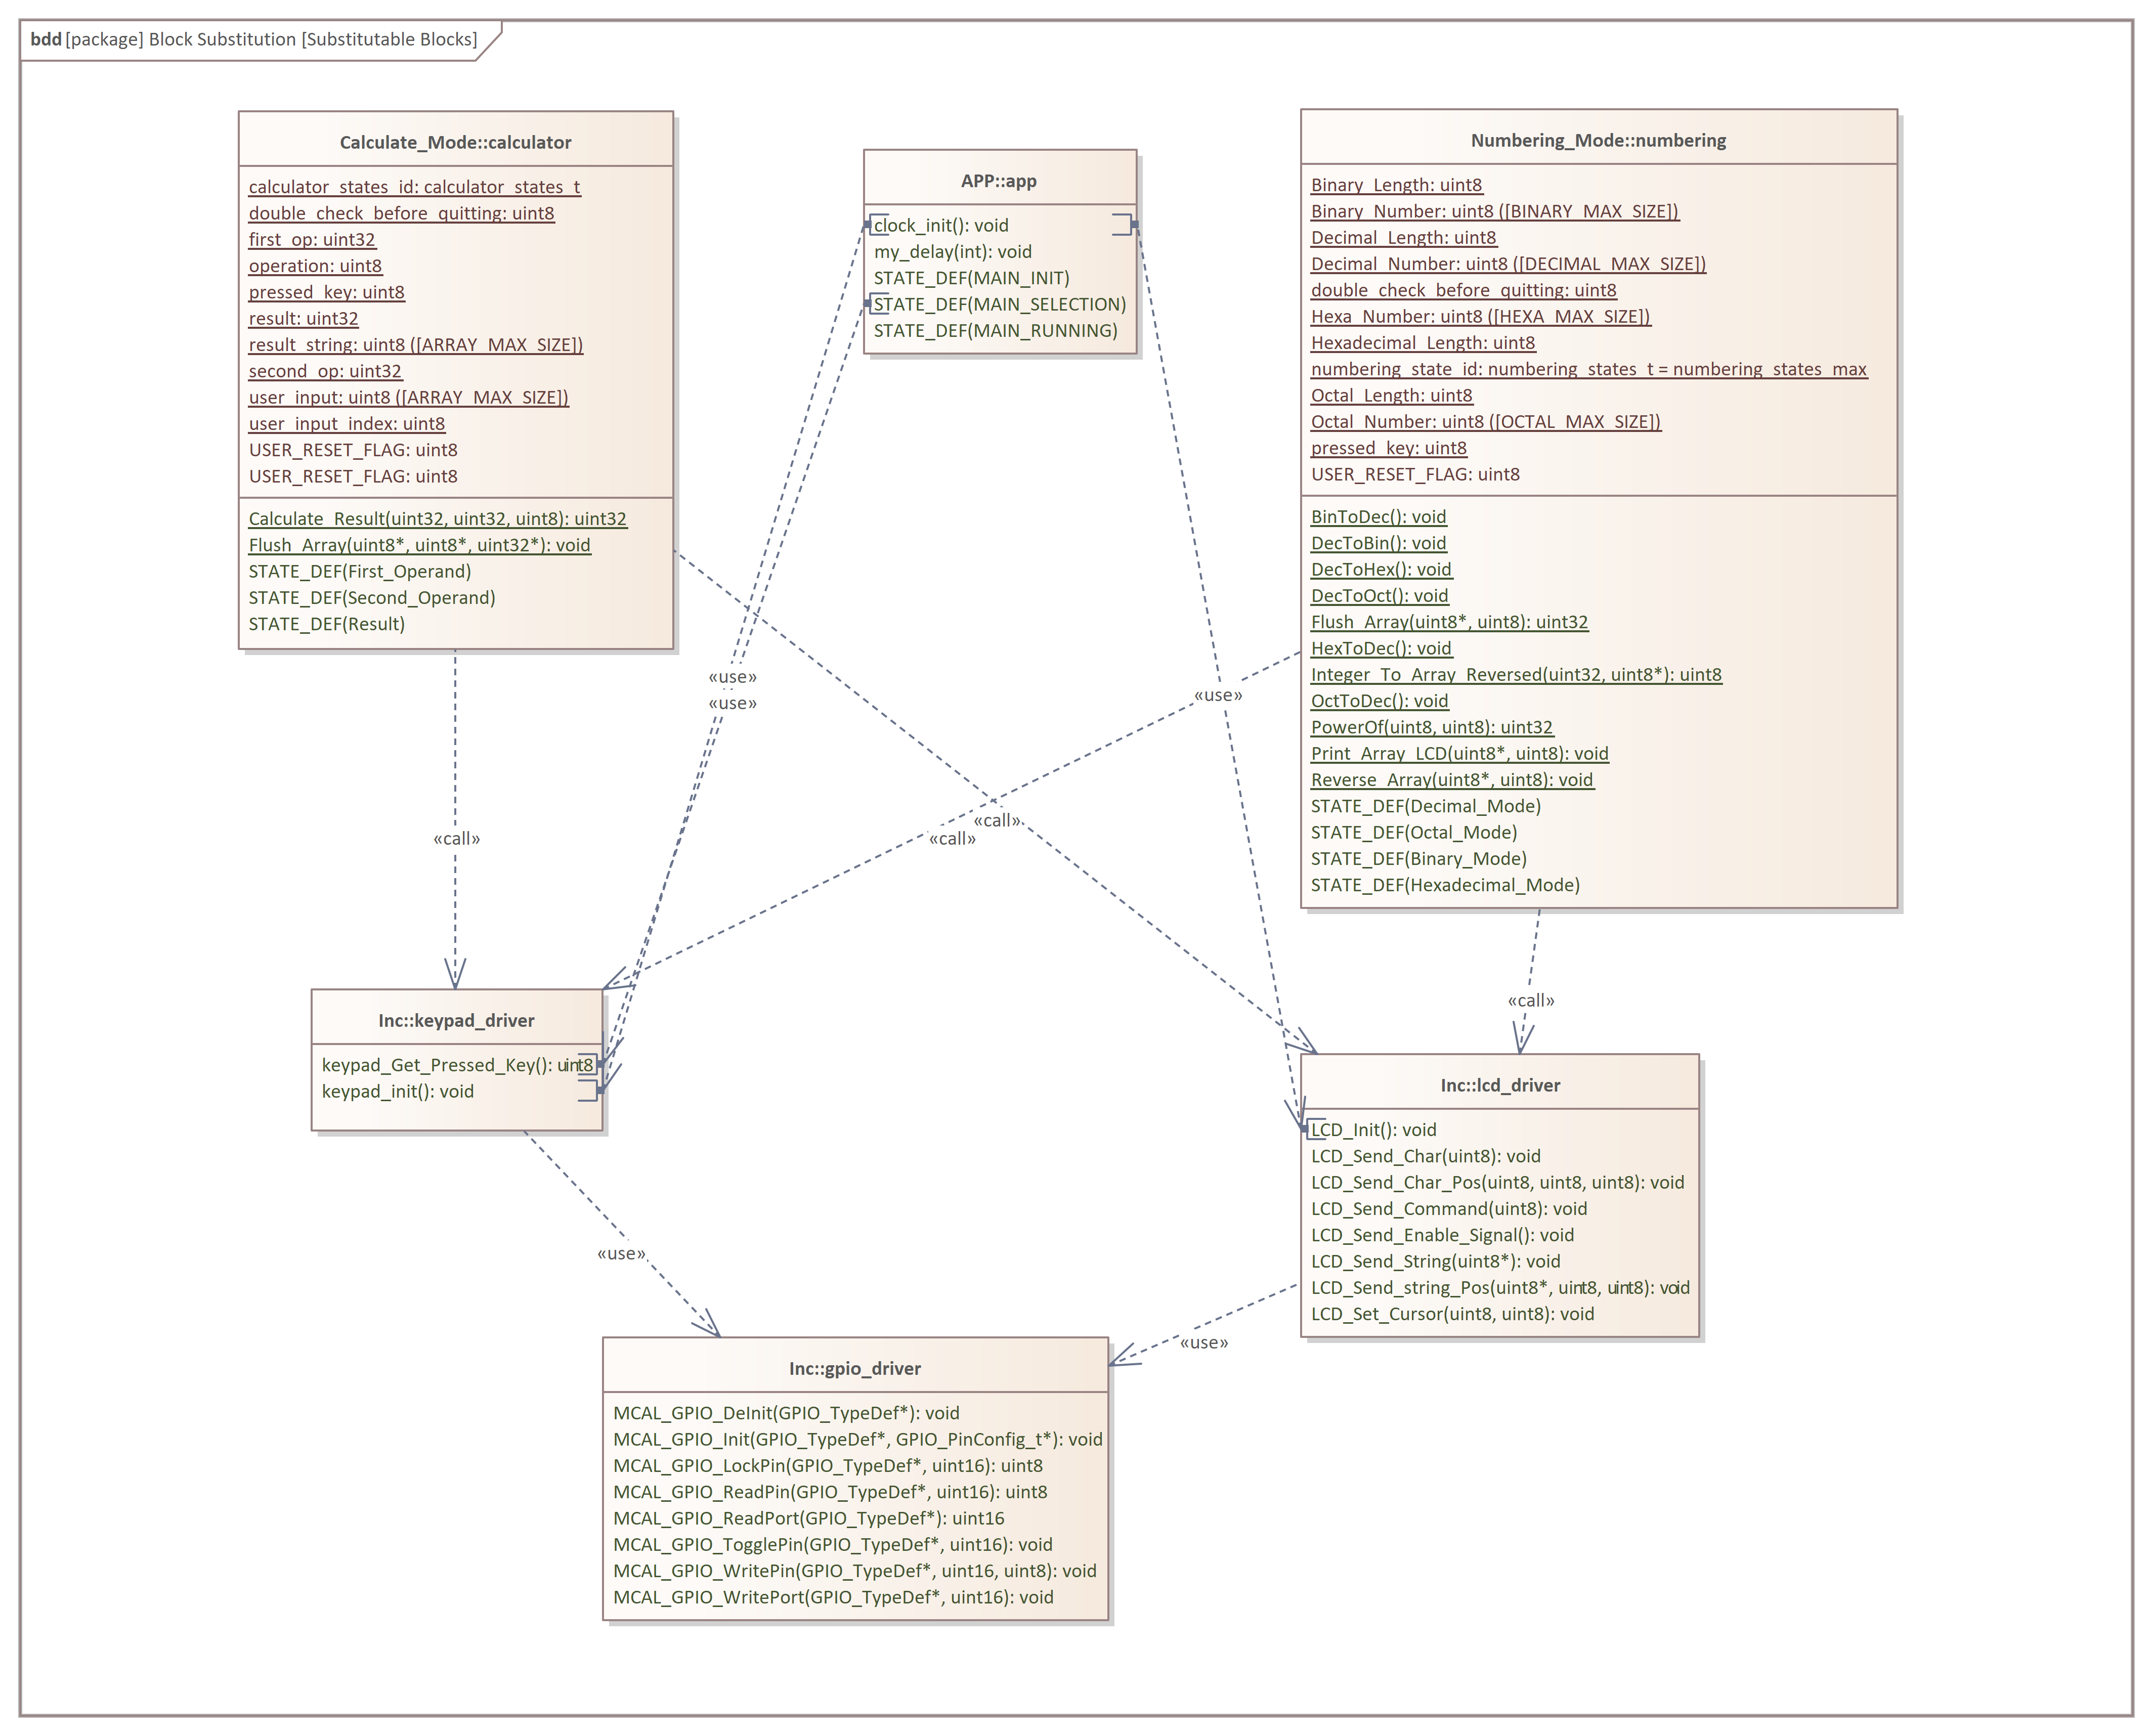 bdd [package] Block Substitution [Substitutable Blocks]
Calculate_Mode::calculator
calculator_states_id: calculator_states_t
double_check_before_quitting: uint8
first_op: uint32
operation: uint8
pressed_key: uint8
result: uint32
result_string: uint8 ([ARRAY_MAX_SIZE])
second_op: uint32
user_input: uint8 ([ARRAY_MAX_SIZE])
user_input_index: uint8
USER_RESET_FLAG: uint8
USER_RESET_FLAG: uint8
Calculate_Result(uint32, uint32, uint8): uint32
Flush_Array(uint8*, uint8*, uint32*): void
STATE_DEF(First_Operand)
STATE_DEF(Second_Operand)
STATE_DEF(Result)
APP::app
clock_init(): void
my_delay(int): void
STATE_DEF(MAIN_INIT)
STATE_DEF(MAIN_SELECTION)
STATE_DEF(MAIN_RUNNING)
Numbering_Mode::numbering
Binary_Length: uint8
Binary_Number: uint8 ([BINARY_MAX_SIZE])
Decimal_Length: uint8
Decimal_Number: uint8 ([DECIMAL_MAX_SIZE])
double_check_before_quitting: uint8
Hexa_Number: uint8 ([HEXA_MAX_SIZE])
Hexadecimal_Length: uint8
numbering_state_id: numbering_states_t = numbering_states_max
Octal_Length: uint8
Octal_Number: uint8 ([OCTAL_MAX_SIZE])
pressed_key: uint8
USER_RESET_FLAG: uint8
BinToDec(): void
DecToBin(): void
DecToHex(): void
DecToOct(): void
Flush_Array(uint8*, uint8): uint32
HexToDec(): void
Integer_To_Array_Reversed(uint32, uint8*): uint8
OctToDec(): void
PowerOf(uint8, uint8): uint32
Print_Array_LCD(uint8*, uint8): void
Reverse_Array(uint8*, uint8): void
STATE_DEF(Decimal_Mode)
STATE_DEF(Octal_Mode)
STATE_DEF(Binary_Mode)
STATE_DEF(Hexadecimal_Mode)
«use»
«use»
«use»
«call»
«call»
«call»
«call»
Inc::keypad_driver
keypad_Get_Pressed_Key(): uint8
keypad_init(): void
Inc::lcd_driver
LCD_Init(): void
LCD_Send_Char(uint8): void
LCD_Send_Char_Pos(uint8, uint8, uint8): void
LCD_Send_Command(uint8): void
LCD_Send_Enable_Signal(): void
LCD_Send_String(uint8*): void
LCD_Send_string_Pos(uint8*, uint8, uint8): void
LCD_Set_Cursor(uint8, uint8): void
«use»
«use»
Inc::gpio_driver
MCAL_GPIO_DeInit(GPIO_TypeDef*): void
MCAL_GPIO_Init(GPIO_TypeDef*, GPIO_PinConfig_t*): void
MCAL_GPIO_LockPin(GPIO_TypeDef*, uint16): uint8
MCAL_GPIO_ReadPin(GPIO_TypeDef*, uint16): uint8
MCAL_GPIO_ReadPort(GPIO_TypeDef*): uint16
MCAL_GPIO_TogglePin(GPIO_TypeDef*, uint16): void
MCAL_GPIO_WritePin(GPIO_TypeDef*, uint16, uint8): void
MCAL_GPIO_WritePort(GPIO_TypeDef*, uint16): void